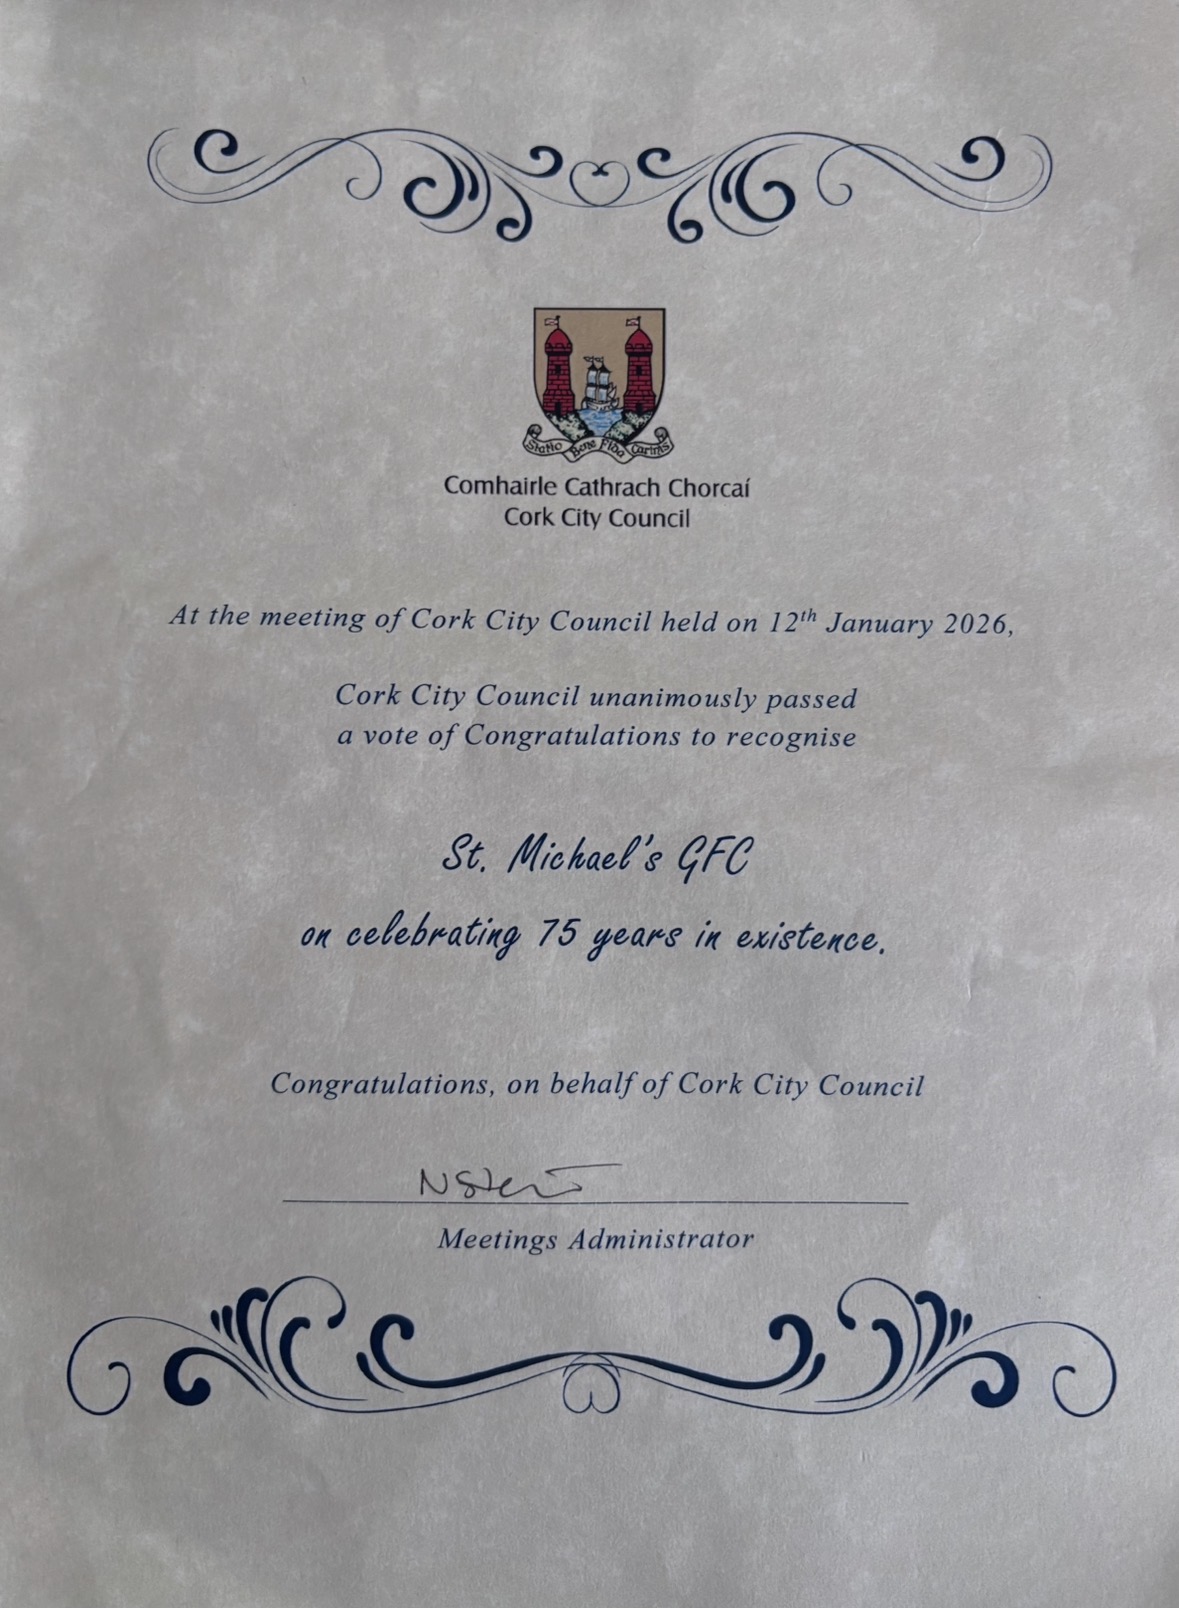 Statio Bene Fida Carinis
Comhairle Cathrach Chorcaí
Cork City Council
At the meeting of Cork City Council held on 12th January 2026,
Cork City Council unanimously passed
a vote of Congratulations to recognise
St. Michael's GFC
on celebrating 75 years in existence.
Congratulations, on behalf of Cork City Council
Meetings Administrator